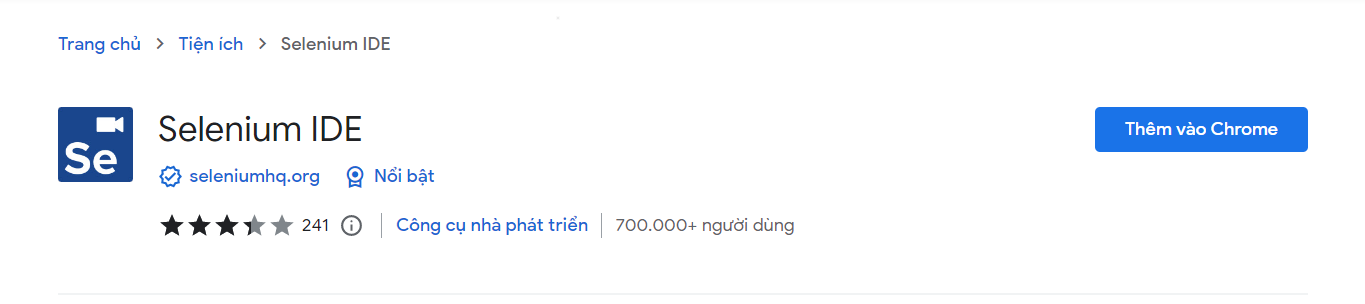 Trang chủ > Tiện ích > Selenium IDE
Se
Selenium IDE
Thêm vào Chrome
seleniumhq.org Nổi bật
241 Công cụ nhà phát triển 700.000+ người dùng